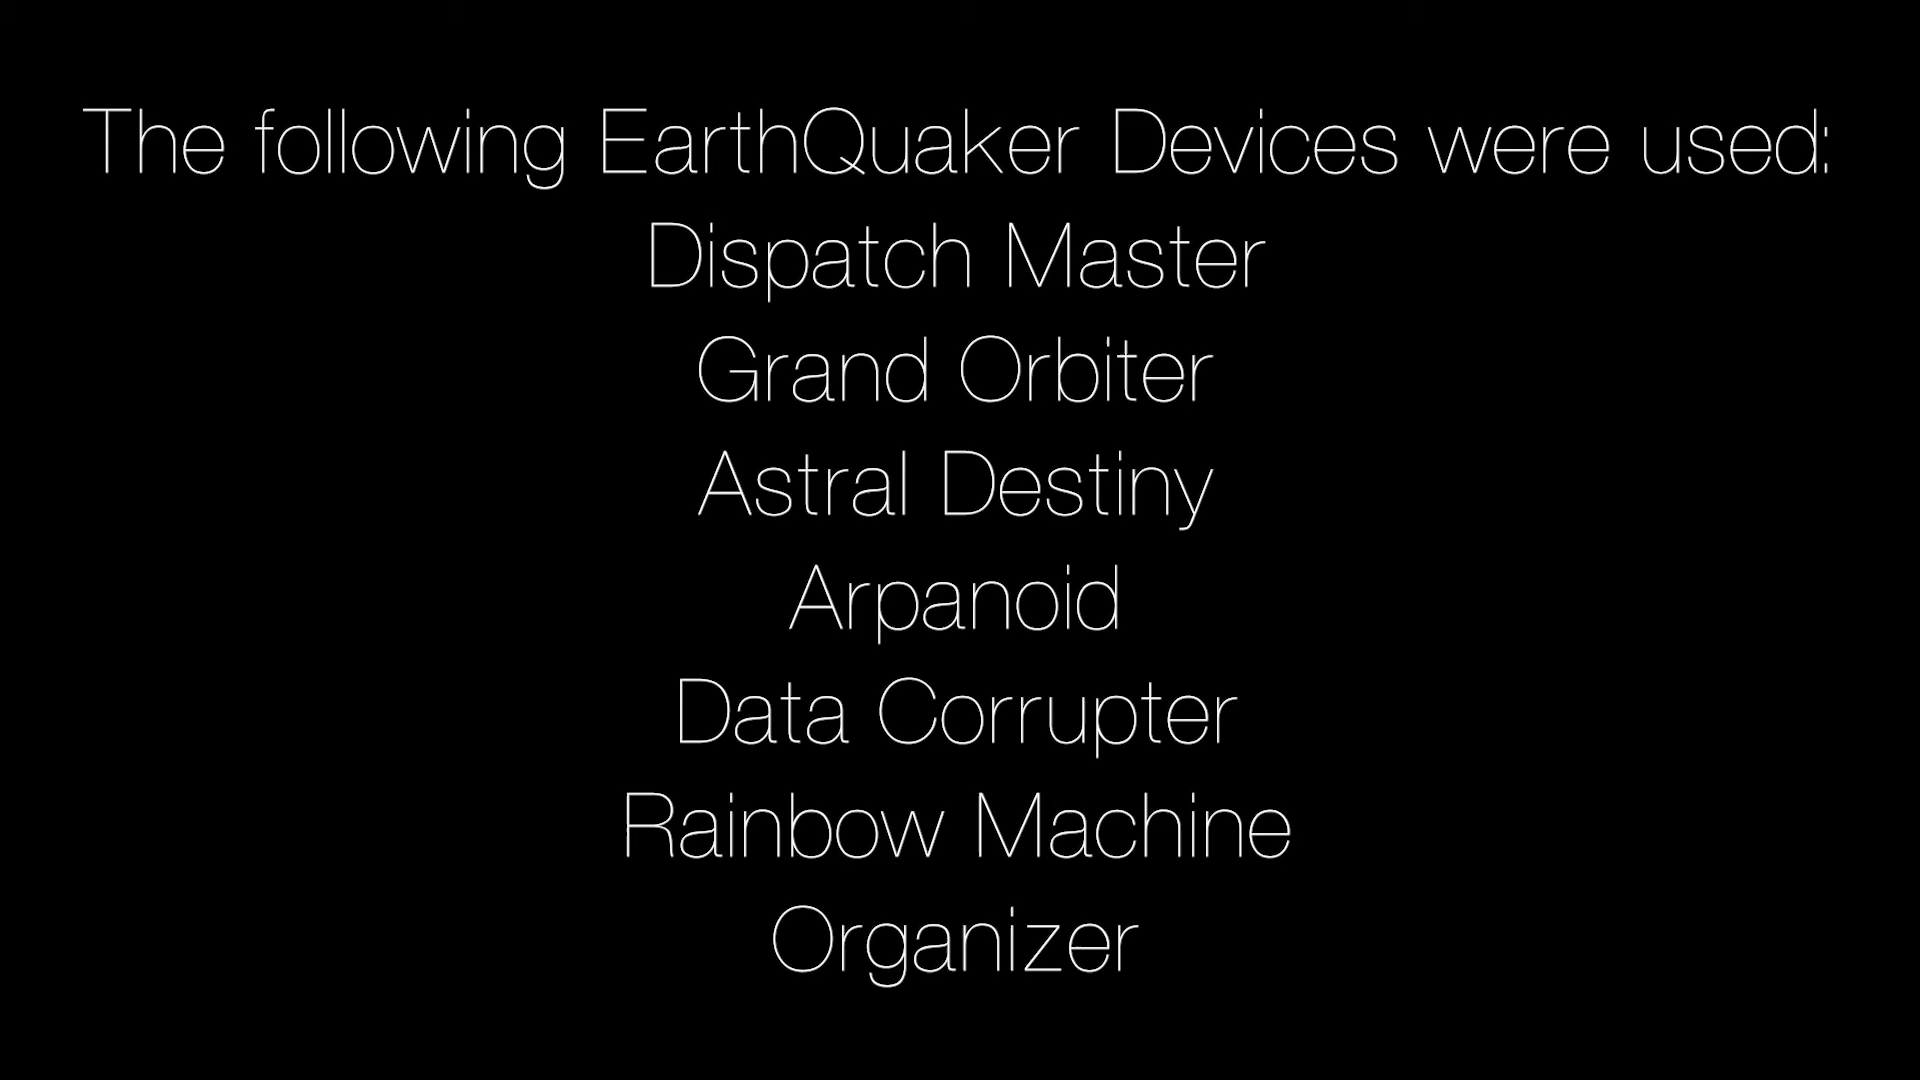 The following EarthQuaker Devices were used:
Dispatch Master
Grand Orbiter
Astral Destiny
Arpanoid
Data Corrupter
Rainbow Machine
Organizer